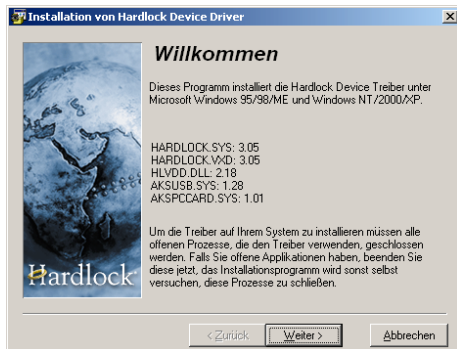 Installation von Hardlock Device Driver
Willkommen
Dieses Programm installiert die Hardlock Device Treiber unter
Microsoft Windows 95/98/ME und Windows NT/2000/XP.
HARDLOCK.SYS: 3.05
HARDLOCK.VXD: 3.05
HLVDD.DLL: 2.18
AKSUSB.SYS: 1.28
AKSPCCARD.SYS: 1.01
Um die Treiber auf Ihrem System zu installieren müssen alle
offenen Prozesse, die den Treiber verwenden, geschlossen
werden. Falls Sie offene Applikationen haben, beenden Sie
diese jetzt, das Installationsprogramm wird sonst selbst
versuchen, diese Prozesse zu schließen.
Hardlock
< Zurück
Weiter >
Abbrechen